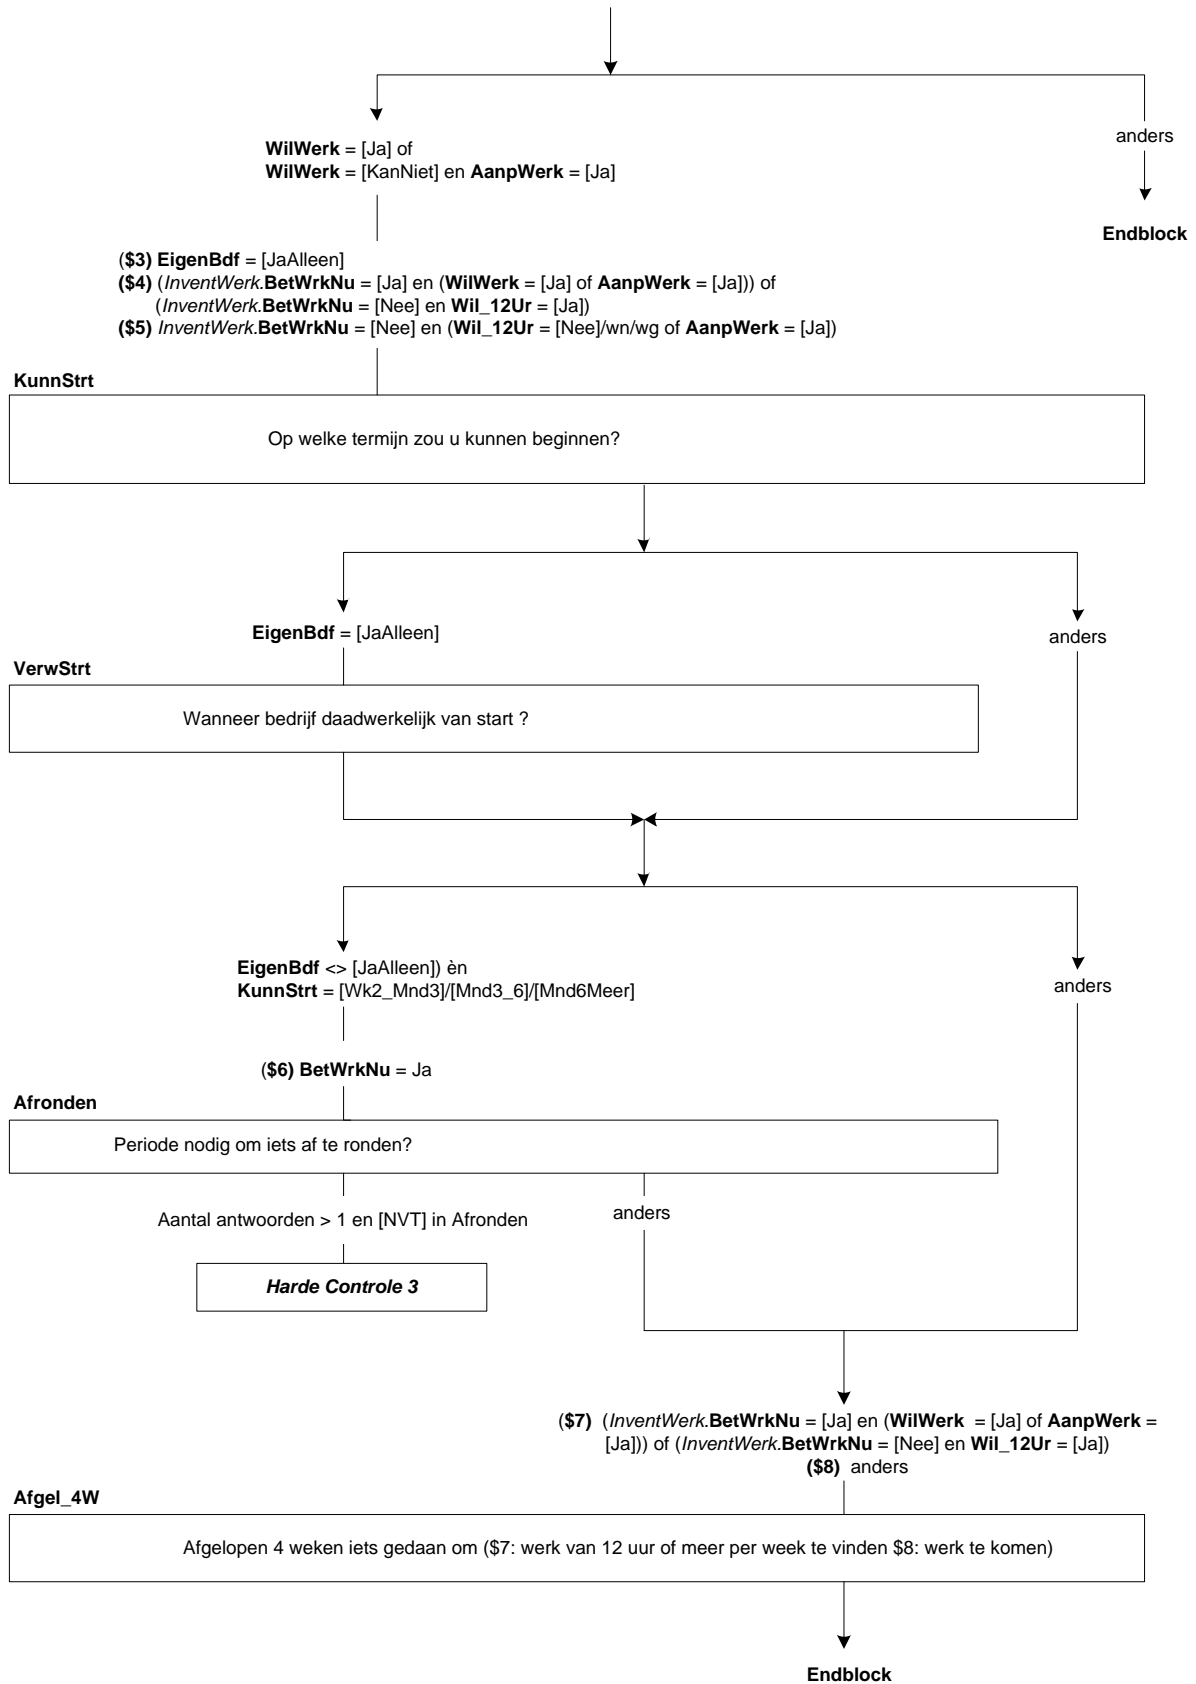 anders
WilWerk = [Ja] of
WilWerk = [KanNiet] en AanpWerk = [Ja]
Endblock
($3) EigenBdf = [JaAlleen]
($4) (InventWerk.BetWrkNu = [Ja] en (WilWerk = [Ja] of AanpWerk = [Ja])) of
(InventWerk.BetWrkNu = [Nee] en Wil_12Ur = [Ja])
($5) InventWerk.BetWrkNu = [Nee] en (Wil_12Ur = [Nee]/wn/wg of AanpWerk = [Ja])
KunnStrt
Op welke termijn zou u kunnen beginnen?
EigenBdf = [JaAlleen]
anders
VerwStrt
Wanneer bedrijf daadwerkelijk van start ?
EigenBdf <> [JaAlleen]) èn
KunnStrt = [Wk2_Mnd3]/[Mnd3_6]/[Mnd6Meer]
anders
($6) BetWrkNu = Ja
Afronden
Periode nodig om iets af te ronden?
Aantal antwoorden > 1 en [NVT] in Afronden
anders
Harde Controle 3
($7) (InventWerk.BetWrkNu = [Ja] en (WilWerk = [Ja] of AanpWerk =
[Ja])) of (InventWerk.BetWrkNu = [Nee] en Wil_12Ur = [Ja])
($8) anders
Afgel_4W
Afgelopen 4 weken iets gedaan om ($7: werk van 12 uur of meer per week te vinden $8: werk te komen)
Endblock